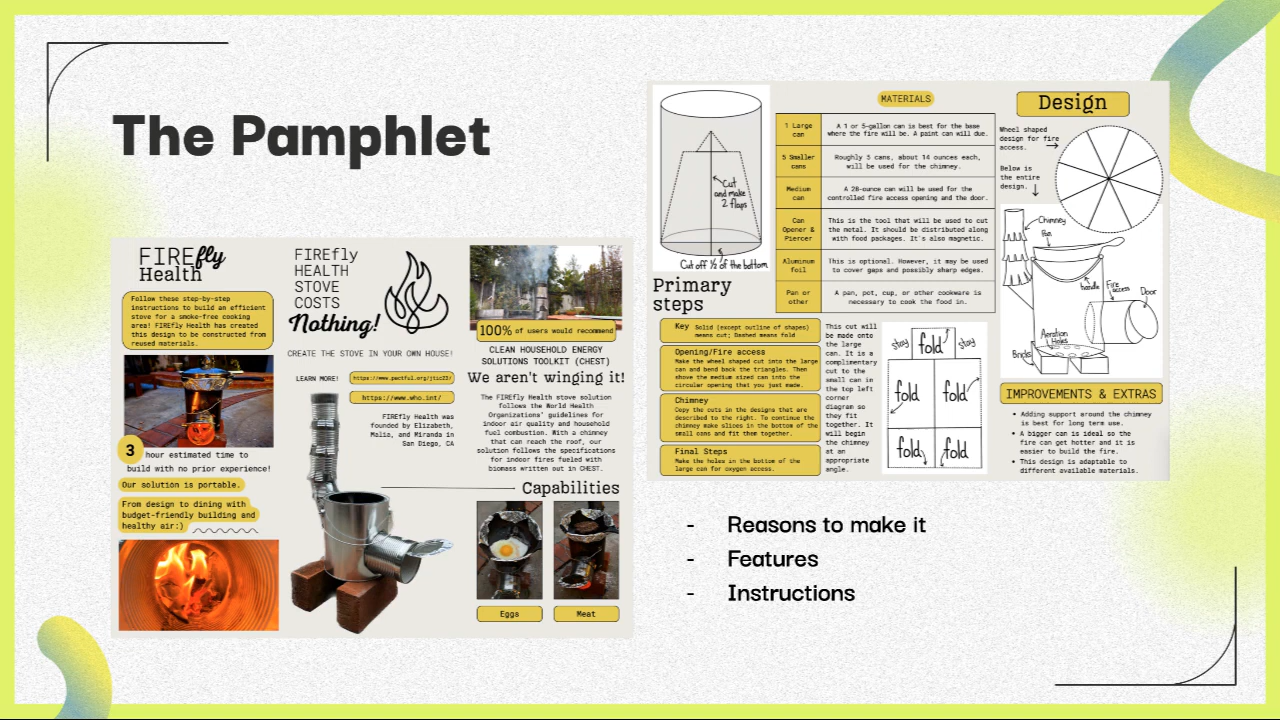 The Pamphlet
FIREfly
Health
Follow these step-by-step
instructions to build an efficient
stove for a smoke-free cooking
area! FIREfly Health has created
this design to be constructed from
reused materials.
3 hour estimated time to
build with no prior experience!
Our solution is portable.
From design to dining with
budget-friendly building and
healthy air:)
FIREfly
HEALTH
STOVE
COSTS
Nothing!
CREATE THE STOVE IN YOUR OWN HOUSE!
LEARN MORE!
https://www.who.int/
FIREfly Health was
founded by Elizabeth,
Malia, and Miranda in
San Diego, CA
100% of users would recommend
CLEAN HOUSEHOLD ENERGY
SOLUTIONS TOOLKIT (CHEST)
We aren't winging it!
The FIREfly Health stove solution
follows the World Health
Organizations' guidelines for
indoor air quality and household
fuel combustion. With a chimney
that can reach the roof, our
solution follows the specifications
for indoor fires fueled with
biomass written out in CHEST.
Capabilities
Eggs
Meat
Cut
and make
2 flaps
Cut off ½ of the bottom
Primary
steps
Key Solid (except outline of shapes)
means cut; Dashed means fold
Opening/Fire access
Make the wheel shaped cut into the large
can and bend back the triangles. Then
shove the medium sized can into the
circular opening that you just made.
Chimney
Copy the cuts in the designs that are
described to the right. To continue the
chimney make slices in the bottom of the
small cans and fit them together.
Final Steps
Make the holes in the bottom of the
large can for oxygen access.
MATERIALS
1 Large
can
A 1 or 5-gallon can is best for the base
where the fire will be. A paint can will due.
5 Smaller
cans
Roughly 5 cans, about 14 ounces each,
will be used for the chimney.
Medium
can
A 28-ounce can will be used for the
controlled fire access opening and the door.
Can
Opener &
Piercer
This is the tool that will be used to cut
the metal. It should be distributed along
with food packages. It's also magnetic.
Aluminum
foil
This is optional. However, it may be used
to cover gaps and possibly sharp edges.
Pan or
other
A pan, pot, cup, or other cookware is
necessary to cook the food in.
This cut will
be made onto
the large
can. It is a
complimentary
cut to the
small can in
the top left
corner
diagram so
they fit
together. It
will begin
the chimney
at an
appropriate
angle.
stay fold stay
fold fold
fold fold
Design
Wheel shaped
design for fire
access.
Below is
the entire
design.
Chimney
Pan
handle
Fire
access
Door
Aeration
Holes
Bricks
IMPROVEMENTS & EXTRAS
• Adding support around the chimney
is best for long term use.
• A bigger can is ideal so the
fire can get hotter and it is
easier to build the fire.
• This design is adaptable to
different available materials.
- Reasons to make it
- Features
- Instructions